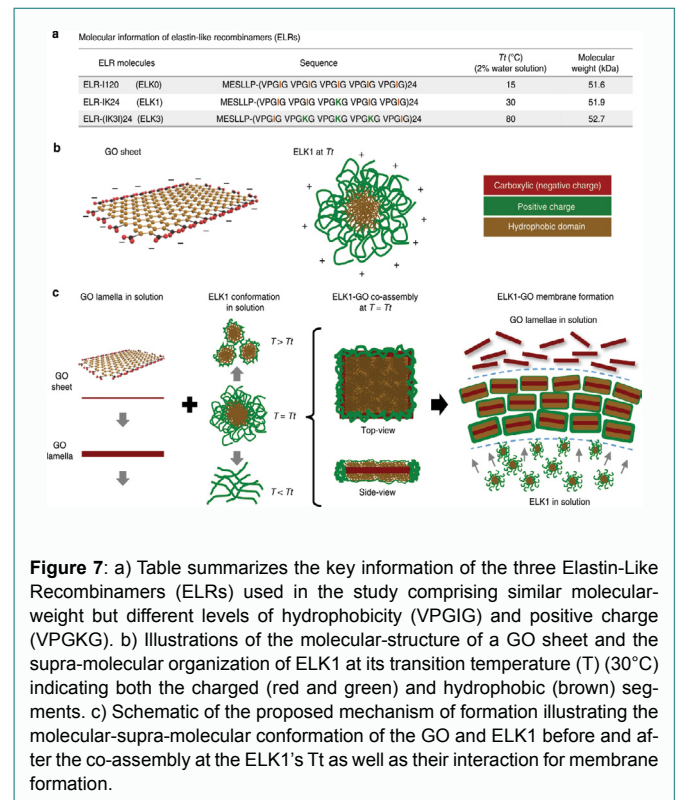 a Molecular information of elastin-like recombinamers (ELRs)
ELR molecules Sequence Tt (°C) (2% water solution) Molecular weight (kDa)
ELR-I120 (ELK0) MESLLP-(VPGIG VPGIG VPGIG VPGIG VPGIG)24 15 51.6
ELR-IK24 (ELK1) MESLLP-(VPGIG VPGIG VPGKG VPGIG VPGIG)24 30 51.9
ELR-(IK3I)24 (ELK3) MESLLP-(VPGIG VPGKG VPGKG VPGKG VPGIG)24 80 52.7
b GO sheet
ELK1 at Tt
Carboxylic (negative charge)
Positive charge
Hydrophobic domain
c GO lamella in solution
GO sheet
GO lamella
ELK1 conformation in solution
T > Tt
T = Tt
T < Tt
ELK1-GO co-assembly at T = Tt
Top-view
Side-view
ELK1-GO membrane formation
GO lamellae in solution
ELK1 in solution
Figure 7: a) Table summarizes the key information of the three Elastin-Like
Recombinamers (ELRs) used in the study comprising similar molecular-
weight but different levels of hydrophobicity (VPGIG) and positive charge
(VPGKG). b) Illustrations of the molecular-structure of a GO sheet and the
supra-molecular organization of ELK1 at its transition temperature (T) (30°C)
indicating both the charged (red and green) and hydrophobic (brown) seg-
ments. c) Schematic of the proposed mechanism of formation illustrating the
molecular-supra-molecular conformation of the GO and ELK1 before and af-
ter the co-assembly at the ELK1's Tt as well as their interaction for membrane
formation.